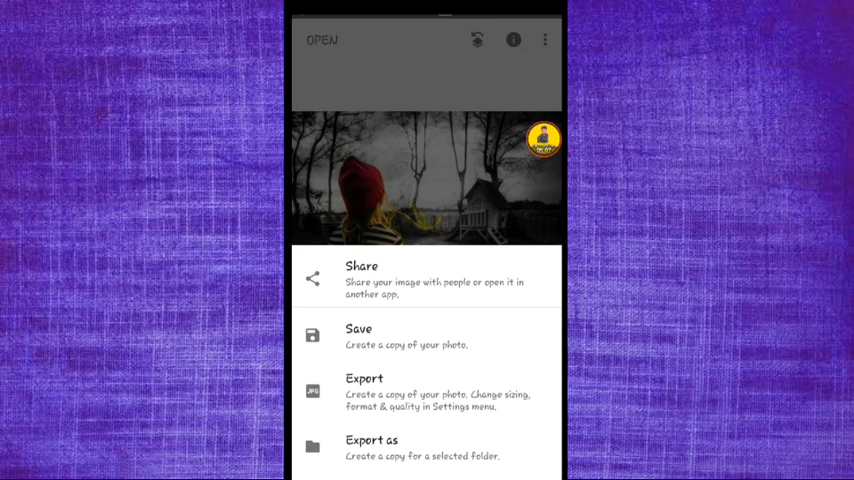 OPEN
Share
Share your image with people or open it in
another app.
Save
Create a copy of your photo.
Export
JPG
Create a copy of your photo. Change sizing,
format & quality in Settings menu.
Export as
Create a copy for a selected folder.